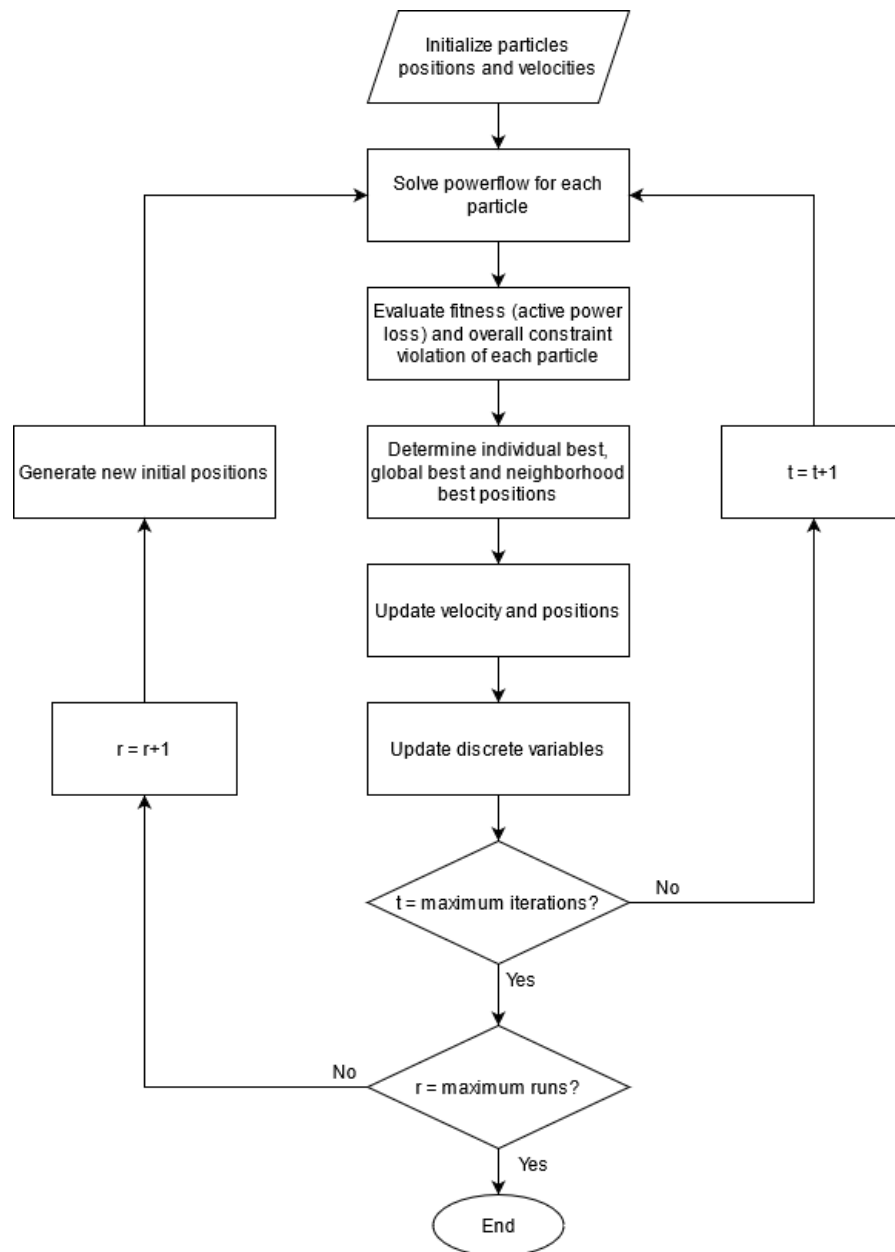 Initialize particles
positions and velocities
Solve powerflow for each
particle
Evaluate fitness (active power
loss) and overall constraint
violation of each particle
Generate new initial positions
Determine individual best,
global best and neighborhood
best positions
t = t+1
Update velocity and positions
r = r+1
Update discrete variables
t = maximum iterations?
No
Yes
No
r = maximum runs?
Yes
End